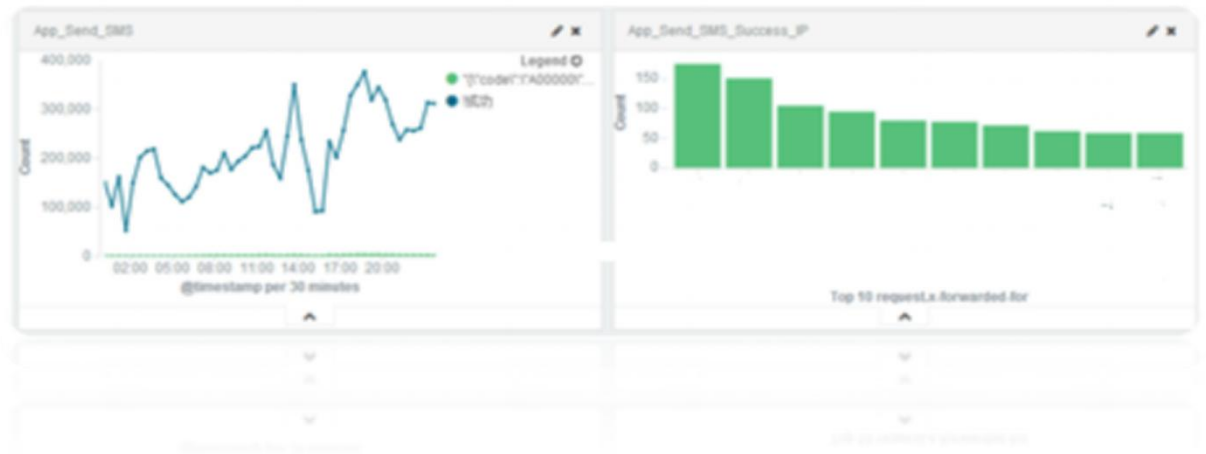 App_Send_SMS
400,000
300,000
200,000
100,000
0
Count
02:00 05:00 08:00 11:00 14:00 17:00 20:00
@timestamp per 30 minutes
Legend
"{\"code\":\"A00000\"...
App_Send_SMS_Success_IP
150
100
50
0
Count
Top 10 request.x-forwarded-for